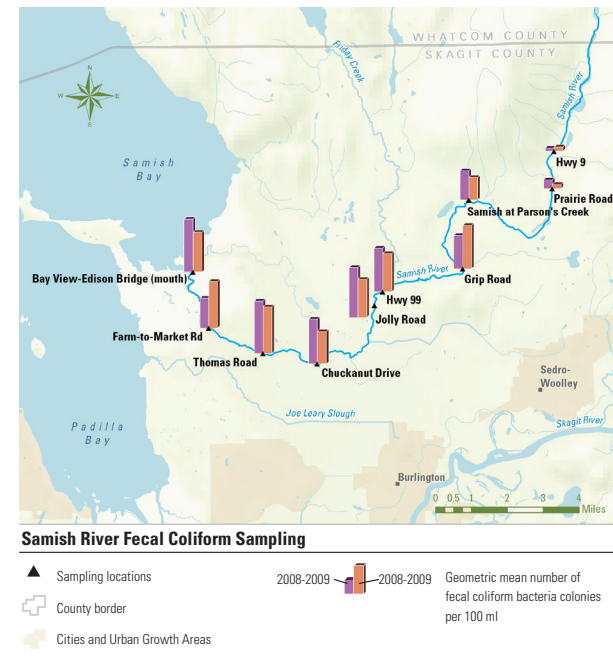 WHATCOM COUNTY
SKAGIT COUNTY
Friday Creek
Samish River
N
W
E
S
Samish
Bay
Hwy 9
Prairie Road
Samish at Parson's Creek
Bay View-Edison Bridge (mouth)
Samish River
Grip Road
Hwy 99
Jolly Road
Farm-to-Market Rd
Thomas Road
Chuckanut Drive
Sedro-
Woolley
Joe Leary Slough
Skagit River
Padilla
Bay
Burlington
0 0.5 1 2 3 4
Miles
Samish River Fecal Coliform Sampling
Sampling locations
2008-2009
2008-2009
Geometric mean number of
fecal coliform bacteria colonies
per 100 ml
County border
Cities and Urban Growth Areas